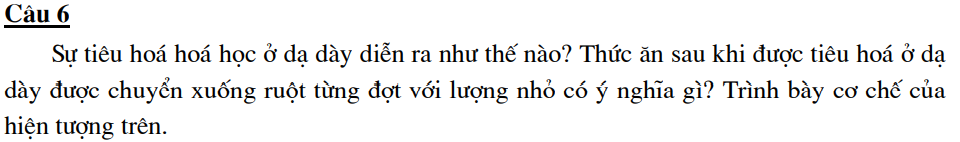 Câu 6
Sự tiêu hoá hoá học ở dạ dày diễn ra như thế nào? Thức ăn sau khi được tiêu hoá ở dạ
dày được chuyển xuống ruột từng đợt với lượng nhỏ có ý nghĩa gì? Trình bày cơ chế của
hiện tượng trên.